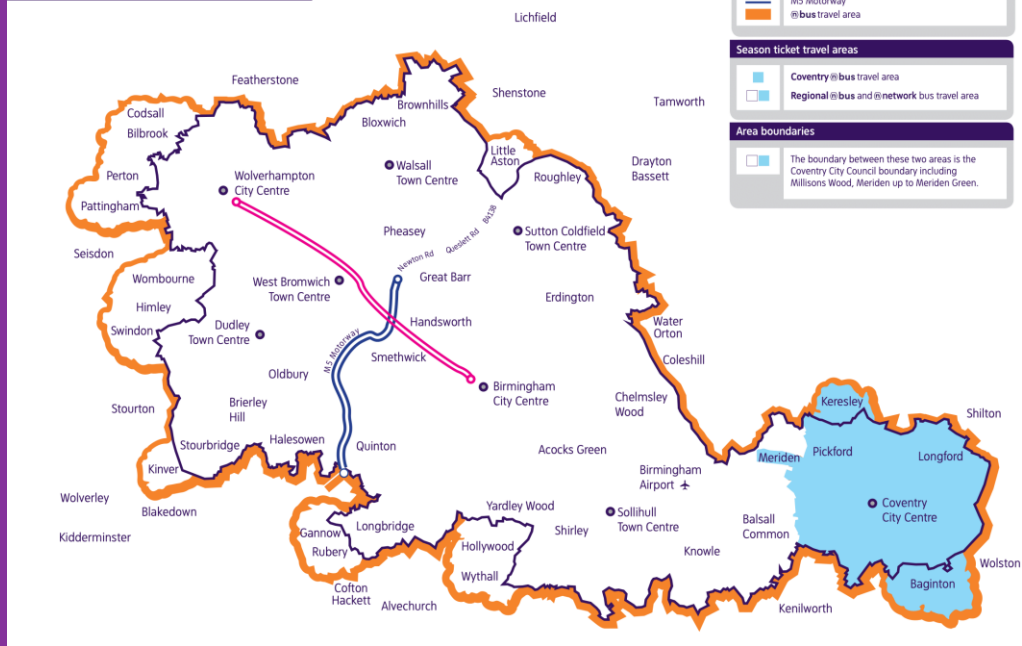 M5 Motorway
ⓝbus travel area
Season ticket travel areas
Coventry ⓝbus travel area
Regional ⓝbus and ⓝnetwork bus travel area
Area boundaries
The boundary between these two areas is the
Coventry City Council boundary including
Millisons Wood, Meriden up to Meriden Green.
Lichfield
Featherstone
Shenstone
Brownhills
Tamworth
Codsall
Bloxwich
Bilbrook
Little
Aston
Walsall
Town Centre
Drayton
Bassett
Perton
Wolverhampton
City Centre
Roughley
Pattingham
B4138
Queslett Rd
Newton Rd
Pheasey
Sutton Coldfield
Town Centre
Seisdon
Wombourne
West Bromwich
Town Centre
Great Barr
Himley
Erdington
Swindon
Dudley
Town Centre
Handsworth
Water
Orton
M5 Motorway
Smethwick
Coleshill
Oldbury
Birmingham
City Centre
Stourton
Brierley
Hill
Chelmsley
Wood
Keresley
Shilton
Stourbridge
Halesowen
Quinton
Acocks Green
Meriden
Pickford
Longford
Kinver
Birmingham
Airport
Wolverley
Blakedown
Coventry
City Centre
Kidderminster
Yardley Wood
Sollihull
Town Centre
Balsall
Common
Gannow
Longbridge
Shirley
Rubery
Hollywood
Knowle
Wolston
Wythall
Baginton
Cofton
Hackett
Alvechurch
Kenilworth